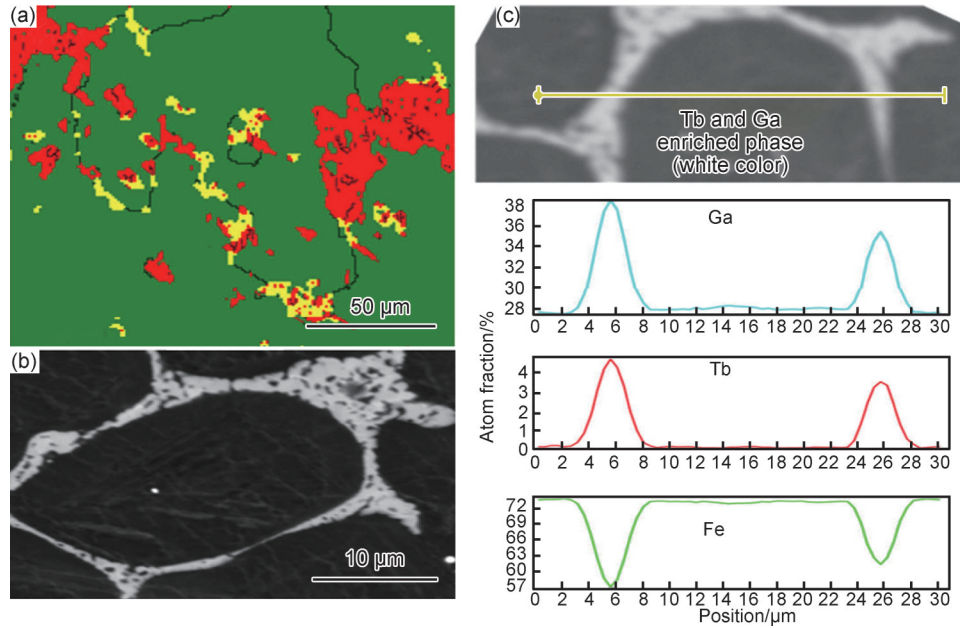 (a)
50 μm
(b)
10 μm
(c)
Tb and Ga
enriched phase
(white color)
Atom fraction/%
38
36
34
32
30
28
Ga
0 2 4 6 8 10 12 14 16 18 20 22 24 26 28 30
4
3
2
1
0
Tb
0 2 4 6 8 10 12 14 16 18 20 22 24 26 28 30
72
69
66
63
60
57
Fe
0 2 4 6 8 10 12 14 16 18 20 22 24 26 28 30
Position/μm